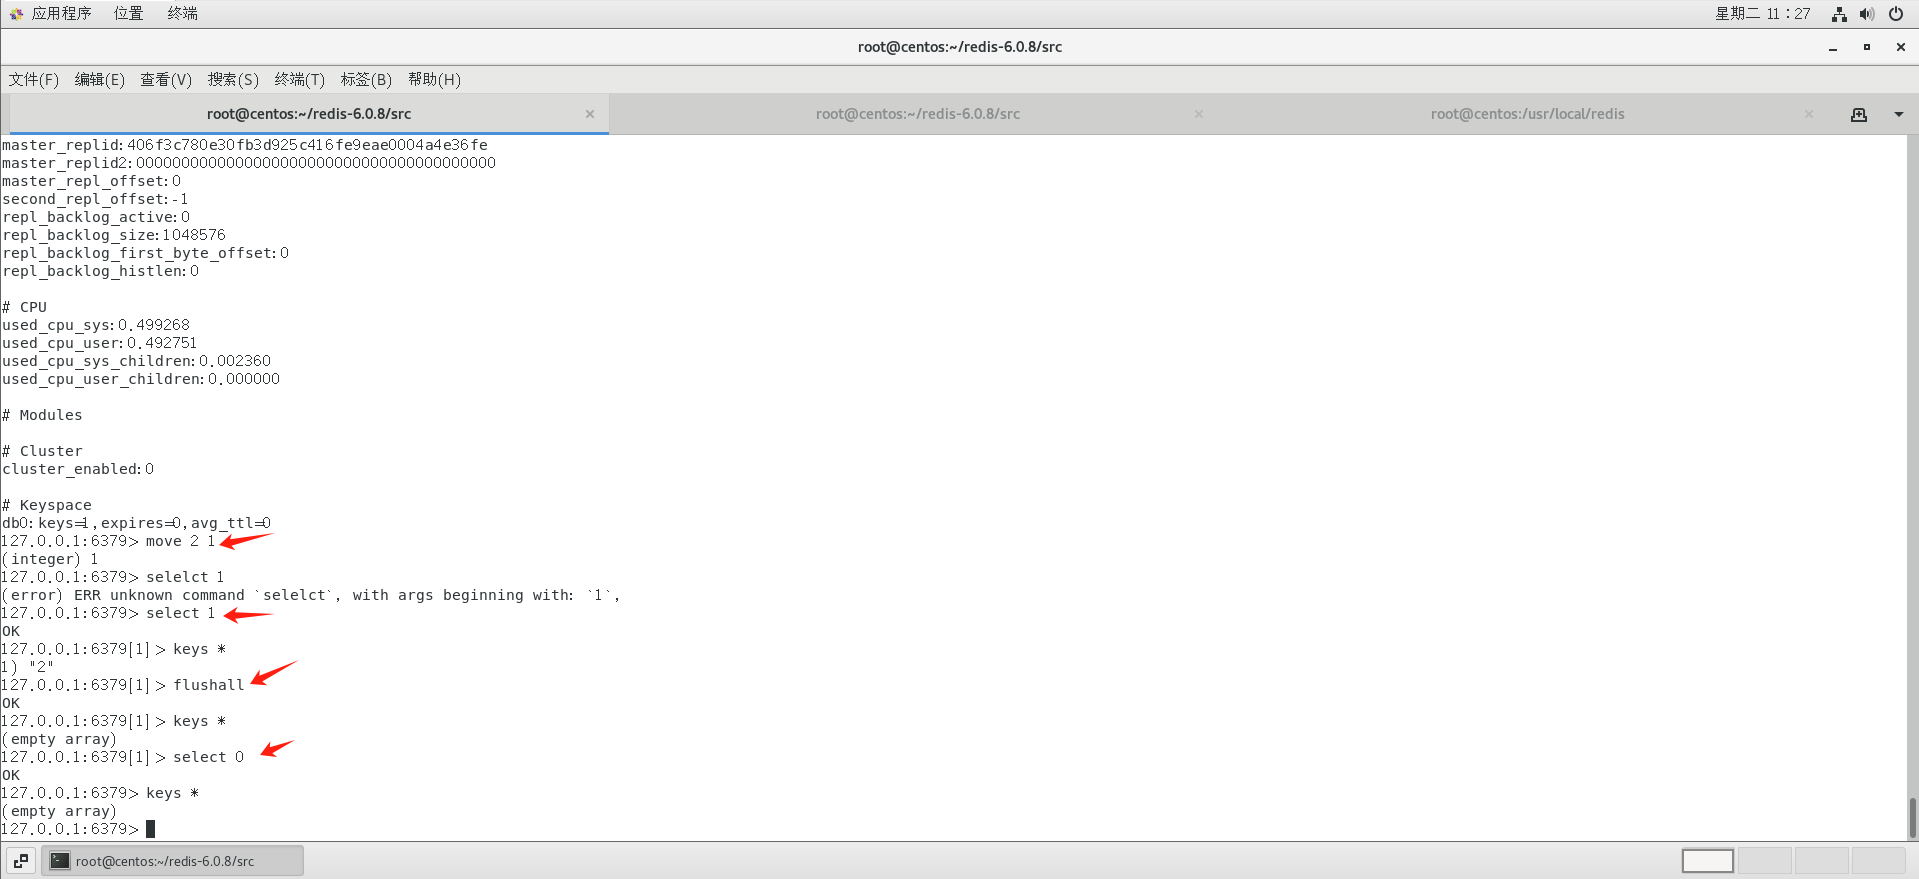 应用程序 位置 终端 星期二 11:27
root@centos:~/redis-6.0.8/src
文件(F) 编辑(E) 查看(V) 搜索(S) 终端(T) 标签(B) 帮助(H)
root@centos:~/redis-6.0.8/src root@centos:~/redis-6.0.8/src root@centos:/usr/local/redis
master_replid:406f3c780e30fb3d925c416fe9eae0004a4e36fe
master_replid2:0000000000000000000000000000000000000000
master_repl_offset:0
second_repl_offset:-1
repl_backlog_active:0
repl_backlog_size:1048576
repl_backlog_first_byte_offset:0
repl_backlog_histlen:0
# CPU
used_cpu_sys:0.499268
used_cpu_user:0.492751
used_cpu_sys_children:0.002360
used_cpu_user_children:0.000000
# Modules
# Cluster
cluster_enabled:0
# Keyspace
db0:keys=1,expires=0,avg_ttl=0
127.0.0.1:6379> move 2 1
(integer) 1
127.0.0.1:6379> selelct 1
(error) ERR unknown command `selelct`, with args beginning with: `1`,
127.0.0.1:6379> select 1
OK
127.0.0.1:6379[1]> keys *
1) "2"
127.0.0.1:6379[1]> flushall
OK
127.0.0.1:6379[1]> keys *
(empty array)
127.0.0.1:6379[1]> select 0
OK
127.0.0.1:6379> keys *
(empty array)
127.0.0.1:6379>
root@centos:~/redis-6.0.8/src